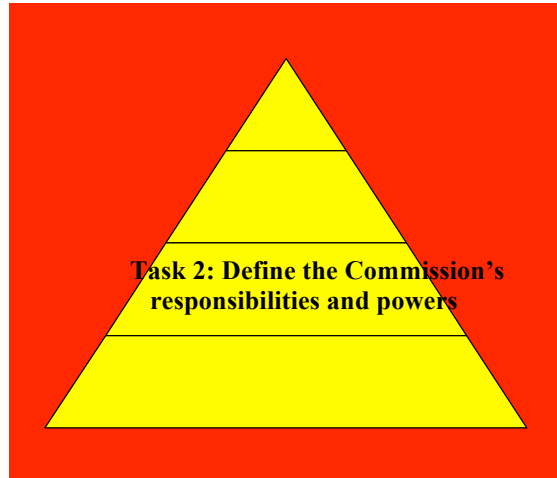 Task 2: Define the Commission’s
responsibilities and powers